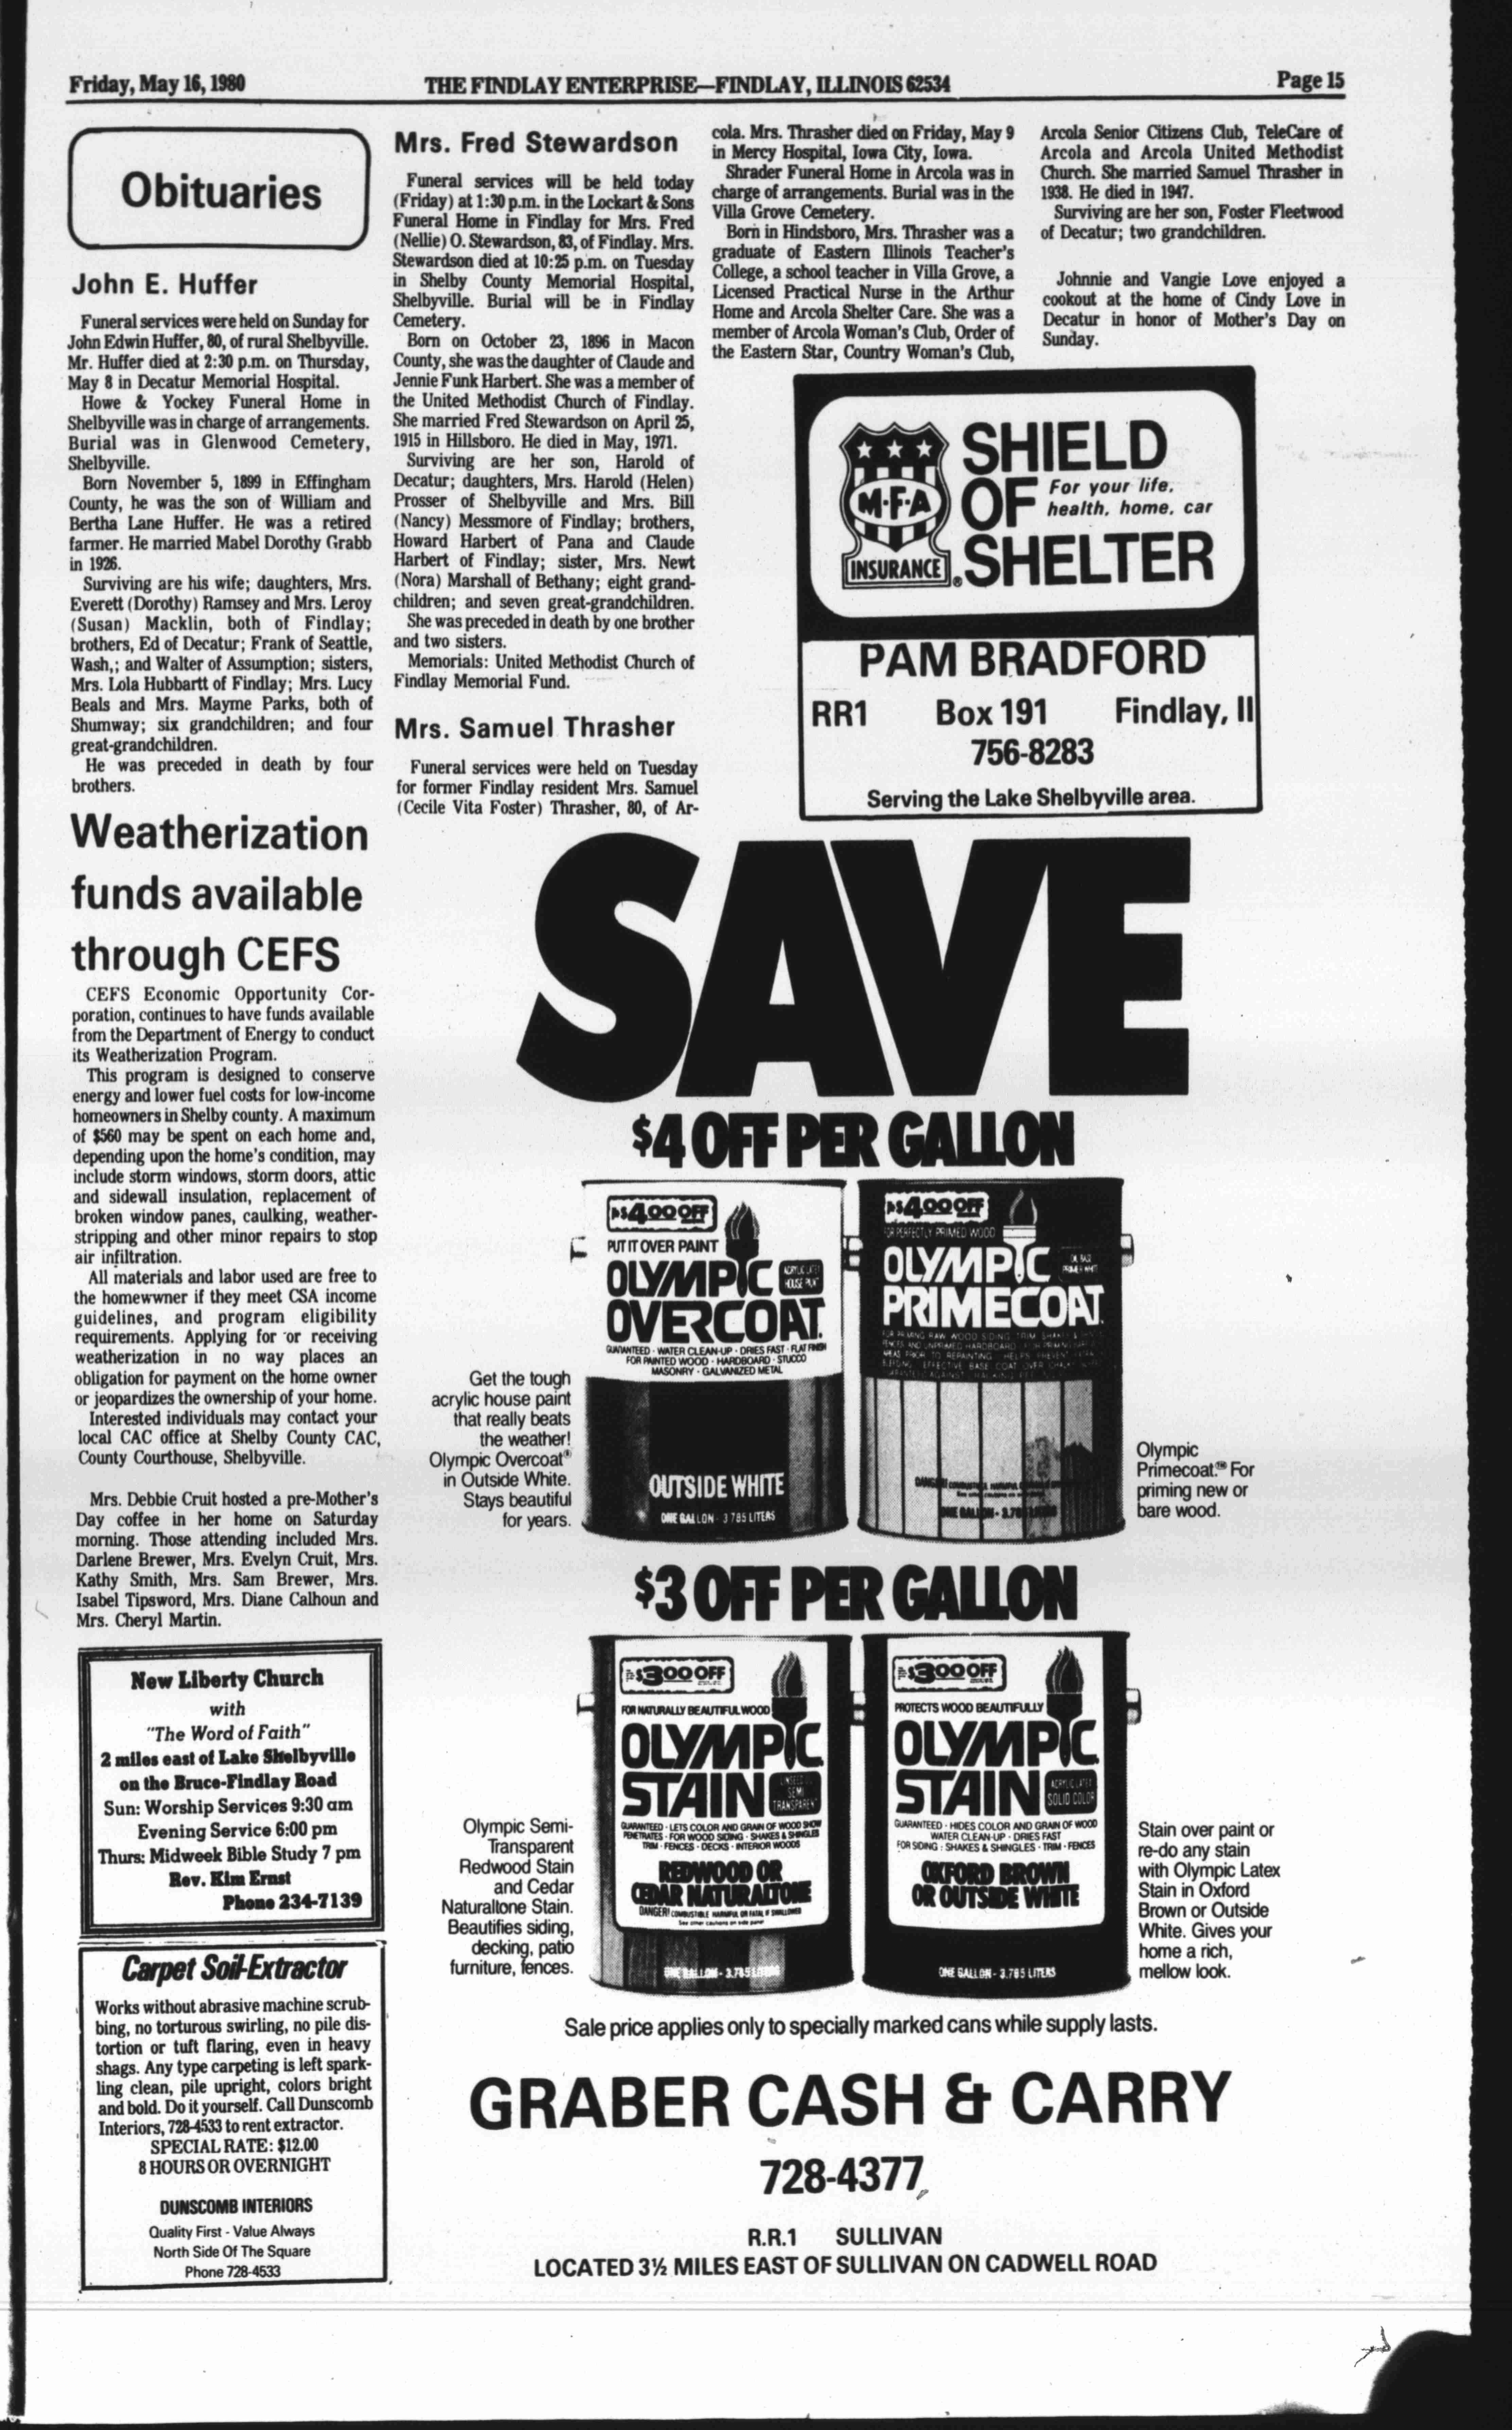 Friday, May 16, 1980
THE FINDLAY ENTERPRISE—FINDLAY, ILLINOIS 62534
Page 15
Obituaries
John E. Huffer
Funeral services were held on Sunday for
John Edwin Huffer, 80, of rural Shelbyville.
Mr. Huffer died at 2:30 p.m. on Thursday,
May 8 in Decatur Memorial Hospital.
Howe & Yockey Funeral Home in
Shelbyville was in charge of arrangements.
Burial was in Glenwood Cemetery,
Shelbyville.
Born November 5, 1899 in Effingham
County, he was the son of William and
Bertha Lane Huffer. He was a retired
farmer. He married Mabel Dorothy Grabb
in 1926.
Surviving are his wife; daughters, Mrs.
Everett (Dorothy) Ramsey and Mrs. Leroy
(Susan) Macklin, both of Findlay;
brothers, Ed of Decatur; Frank of Seattle,
Wash,; and Walter of Assumption; sisters,
Mrs. Lola Hubbartt of Findlay; Mrs. Lucy
Beals and Mrs. Mayme Parks, both of
Shumway; six grandchildren; and four
great-grandchildren.
He was preceded in death by four
brothers.
Weatherization
funds available
through CEFS
CEFS Economic Opportunity Cor-
poration, continues to have funds available
from the Department of Energy to conduct
its Weatherization Program.
This program is designed to conserve
energy and lower fuel costs for low-income
homeowners in Shelby county. A maximum
of $560 may be spent on each home and,
depending upon the home's condition, may
include storm windows, storm doors, attic
and sidewall insulation, replacement of
broken window panes, caulking, weather-
stripping and other minor repairs to stop
air infiltration.
All materials and labor used are free to
the homewwner if they meet CSA income
guidelines, and program eligibility
requirements. Applying for or receiving
weatherization in no way places an
obligation for payment on the home owner
or jeopardizes the ownership of your home.
Interested individuals may contact your
local CAC office at Shelby County CAC,
County Courthouse, Shelbyville.
Mrs. Debbie Cruit hosted a pre-Mother's
Day coffee in her home on Saturday
morning. Those attending included Mrs.
Darlene Brewer, Mrs. Evelyn Cruit, Mrs.
Kathy Smith, Mrs. Sam Brewer, Mrs.
Isabel Tipsword, Mrs. Diane Calhoun and
Mrs. Cheryl Martin.
New Liberty Church
with
"The Word of Faith"
2 miles east of Lake Shelbyville
on the Bruce-Findlay Road
Sun: Worship Services 9:30 am
Evening Service 6:00 pm
Thurs: Midweek Bible Study 7 pm
Rev. Kim Ernst
Phone 234-7139
Carpet Soil-Extractor
Works without abrasive machine scrub-
bing, no torturous swirling, no pile dis-
tortion or tuft flaring, even in heavy
shags. Any type carpeting is left spark-
ling clean, pile upright, colors bright
and bold. Do it yourself. Call Dunscomb
Interiors, 728-4533 to rent extractor.
SPECIAL RATE: $12.00
8 HOURS OR OVERNIGHT
DUNSCOMB INTERIORS
Quality First - Value Always
North Side Of The Square
Phone 728-4533
Mrs. Fred Stewardson
Funeral services will be held today
(Friday) at 1:30 p.m. in the Lockart & Sons
Funeral Home in Findlay for Mrs. Fred
(Nellie) O. Stewardson, 83, of Findlay. Mrs.
Stewardson died at 10:25 p.m. on Tuesday
in Shelby County Memorial Hospital,
Shelbyville. Burial will be in Findlay
Cemetery.
Born on October 23, 1896 in Macon
County, she was the daughter of Claude and
Jennie Funk Harbert. She was a member of
the United Methodist Church of Findlay.
She married Fred Stewardson on April 25,
1915 in Hillsboro. He died in May, 1971.
Surviving are her son, Harold of
Decatur; daughters, Mrs. Harold (Helen)
Prosser of Shelbyville and Mrs. Bill
(Nancy) Messmore of Findlay; brothers,
Howard Harbert of Pana and Claude
Harbert of Findlay; sister, Mrs. Newt
(Nora) Marshall of Bethany; eight grand-
children; and seven great-grandchildren.
She was preceded in death by one brother
and two sisters.
Memorials: United Methodist Church of
Findlay Memorial Fund.
Mrs. Samuel Thrasher
Funeral services were held on Tuesday
for former Findlay resident Mrs. Samuel
(Cecile Vita Foster) Thrasher, 80, of Ar-
cola. Mrs. Thrasher died on Friday, May 9
in Mercy Hospital, Iowa City, Iowa.
Shrader Funeral Home in Arcola was in
charge of arrangements. Burial was in the
Villa Grove Cemetery.
Born in Hindsboro, Mrs. Thrasher was a
graduate of Eastern Illinois Teacher's
College, a school teacher in Villa Grove, a
Licensed Practical Nurse in the Arthur
Home and Arcola Shelter Care. She was a
member of Arcola Woman's Club, Order of
the Eastern Star, Country Woman's Club,
Arcola Senior Citizens Club, TeleCare of
Arcola and Arcola United Methodist
Church. She married Samuel Thrasher in
1938. He died in 1947.
Surviving are her son, Foster Fleetwood
of Decatur; two grandchildren.
Johnnie and Vangie Love enjoyed a
cookout at the home of Cindy Love in
Decatur in honor of Mother's Day on
Sunday.
M·F·A
INSURANCE ®
SHIELD
OF
SHELTER
For your life,
health, home, car
PAM BRADFORD
RR1 Box 191 Findlay, Il
756-8283
Serving the Lake Shelbyville area.
SAVE
$4 OFF PER GALLON
Get the tough
acrylic house paint
that really beats
the weather!
Olympic Overcoat®
in Outside White.
Stays beautiful
for years.
$4.00 OFF
PUT IT OVER PAINT
OLYMPIC
ACRYLIC LATEX
HOUSE PAINT
OVERCOAT.
GUARANTEED · WATER CLEAN-UP · DRIES FAST · FLAT FINISH
FOR PAINTED WOOD · HARDBOARD · STUCCO
MASONRY · GALVANIZED METAL
OUTSIDE WHITE
ONE GALLON - 3.785 LITERS
$4.00 OFF
FOR PERFECTLY PRIMED WOOD
OLYMPIC
PRIMECOAT.
ONE GALLON - 3.785
Olympic
Primecoat.™ For
priming new or
bare wood.
$3 OFF PER GALLON
Olympic Semi-
Transparent
Redwood Stain
and Cedar
Naturaltone Stain.
Beautifies siding,
decking, patio
furniture, fences.
$3.00 OFF
FOR NATURALLY BEAUTIFUL WOOD
OLYMPIC
STAIN
SEMI
TRANSPARENT
GUARANTEED · LETS COLOR AND GRAIN OF WOOD SHOW
PENETRATES · FOR WOOD SIDING · SHAKES & SHINGLES
TRIM · FENCES · DECKS · INTERIOR WOODS
REDWOOD OR
CEDAR NATURALTONE
DANGER! COMBUSTIBLE HARMFUL OR FATAL IF SWALLOWED
See other cautions on side panel
ONE GALLON - 3.785 LITERS
$3.00 OFF
PROTECTS WOOD BEAUTIFULLY
OLYMPIC
STAIN
ACRYLIC LATEX
SOLID COLOR
GUARANTEED · HIDES COLOR AND GRAIN OF WOOD
WATER CLEAN-UP · DRIES FAST
FOR SIDING · SHAKES & SHINGLES · TRIM · FENCES
OXFORD BROWN
OR OUTSIDE WHITE
ONE GALLON - 3.785 LITERS
Stain over paint or
re-do any stain
with Olympic Latex
Stain in Oxford
Brown or Outside
White. Gives your
home a rich,
mellow look.
Sale price applies only to specially marked cans while supply lasts.
GRABER CASH & CARRY
728-4377
R.R.1 SULLIVAN
LOCATED 3½ MILES EAST OF SULLIVAN ON CADWELL ROAD